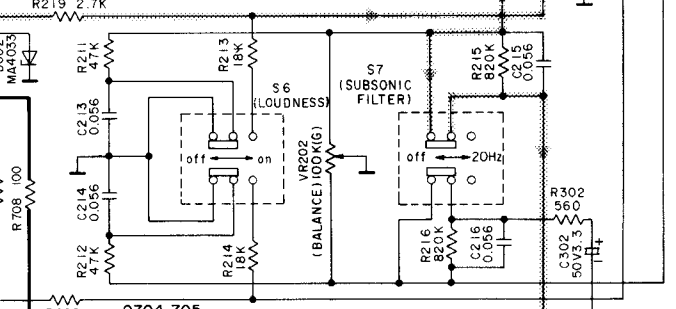 R219 2.7K
MA4033
R211
47K
R213
18K
S6
(LOUDNESS)
S7
(SUBSONIC
FILTER)
R215
820K
C215
0.056
C213
0.056
off
on
VR202
100K(G)
(BALANCE)
off
20Hz
R708 100
C214
0.056
R302
560
R212
47K
R214
18K
R216
820K
C216
0.056
C302
50V3.3
+